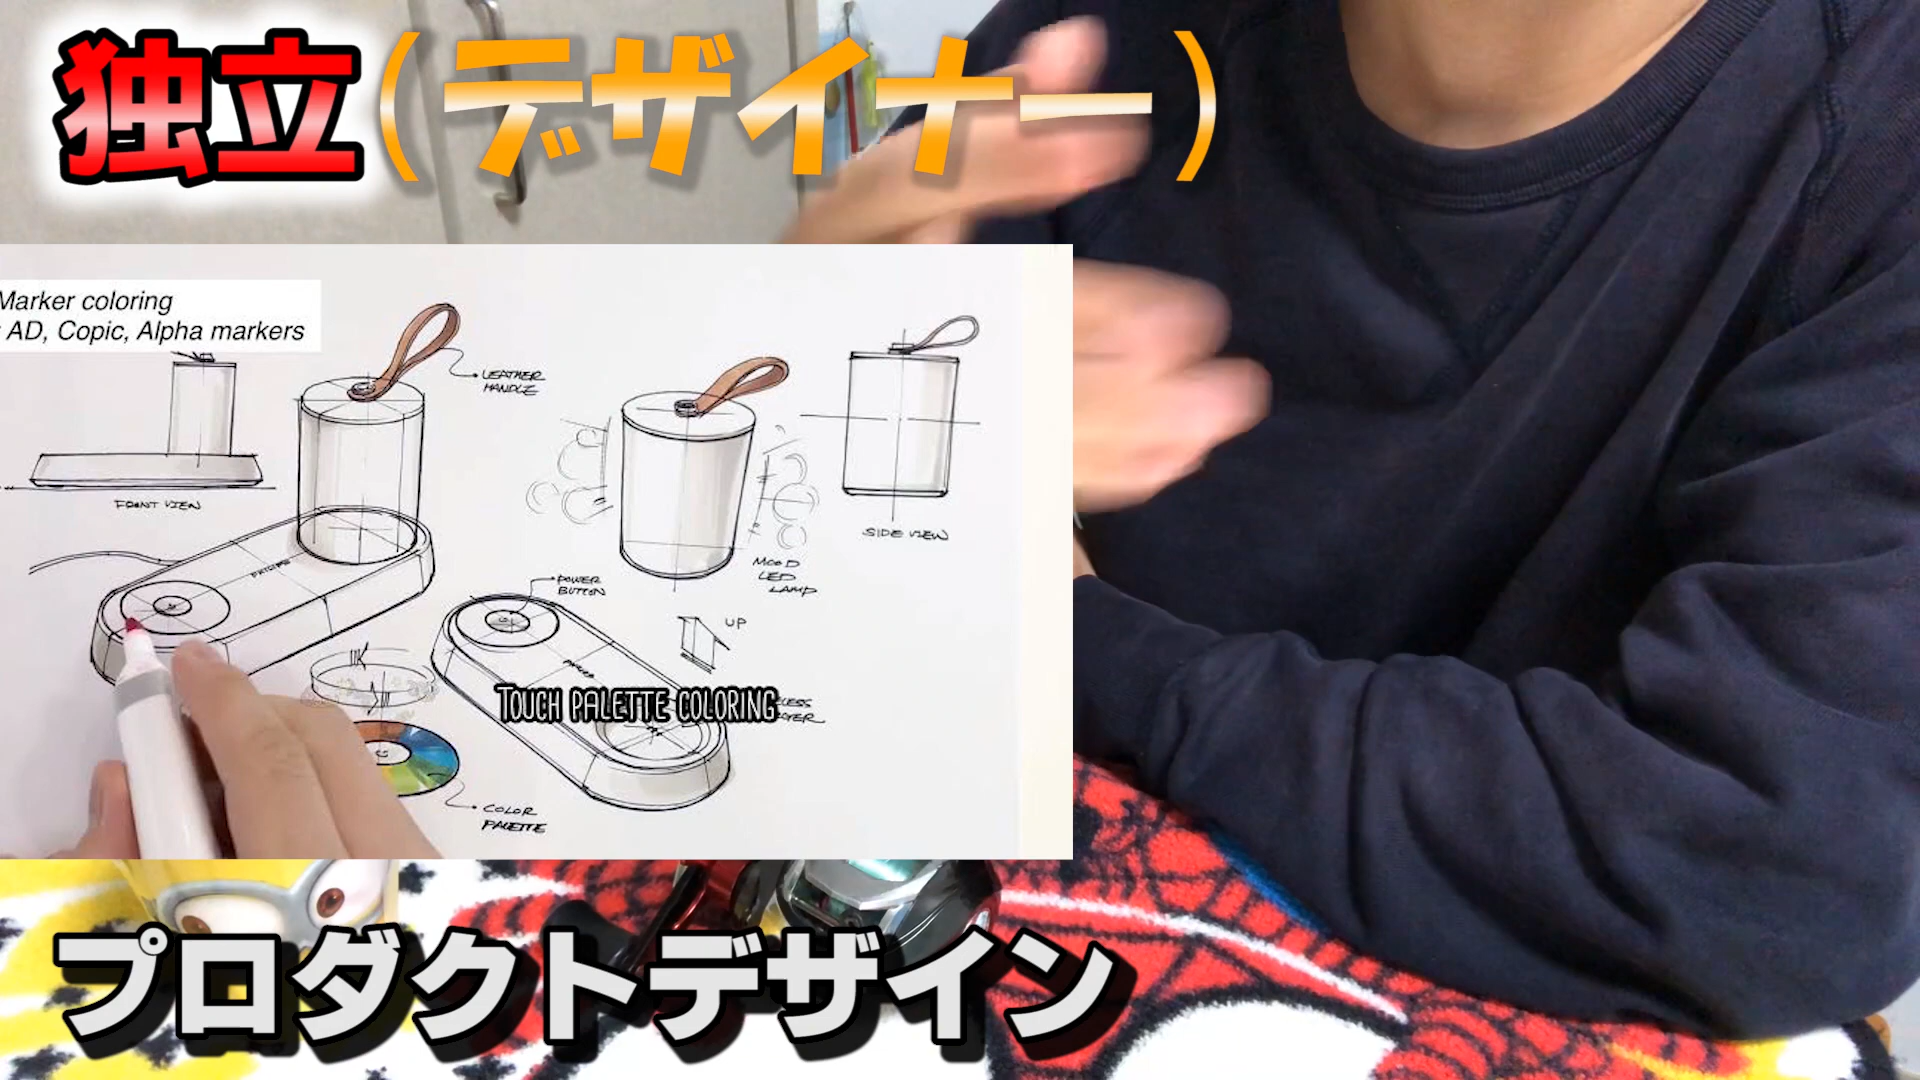 独立(デザイナー)
Marker coloring
AD, Copic, Alpha markers
LEATHER
HANDLE
FRONT VIEW
SIDE VIEW
MOOD
LED
LAMP
POWER
BUTTON
UP
PHILIPS
TOUCH PALETTE COLORING
COLOR
PALETTE
プロダクトデザイン